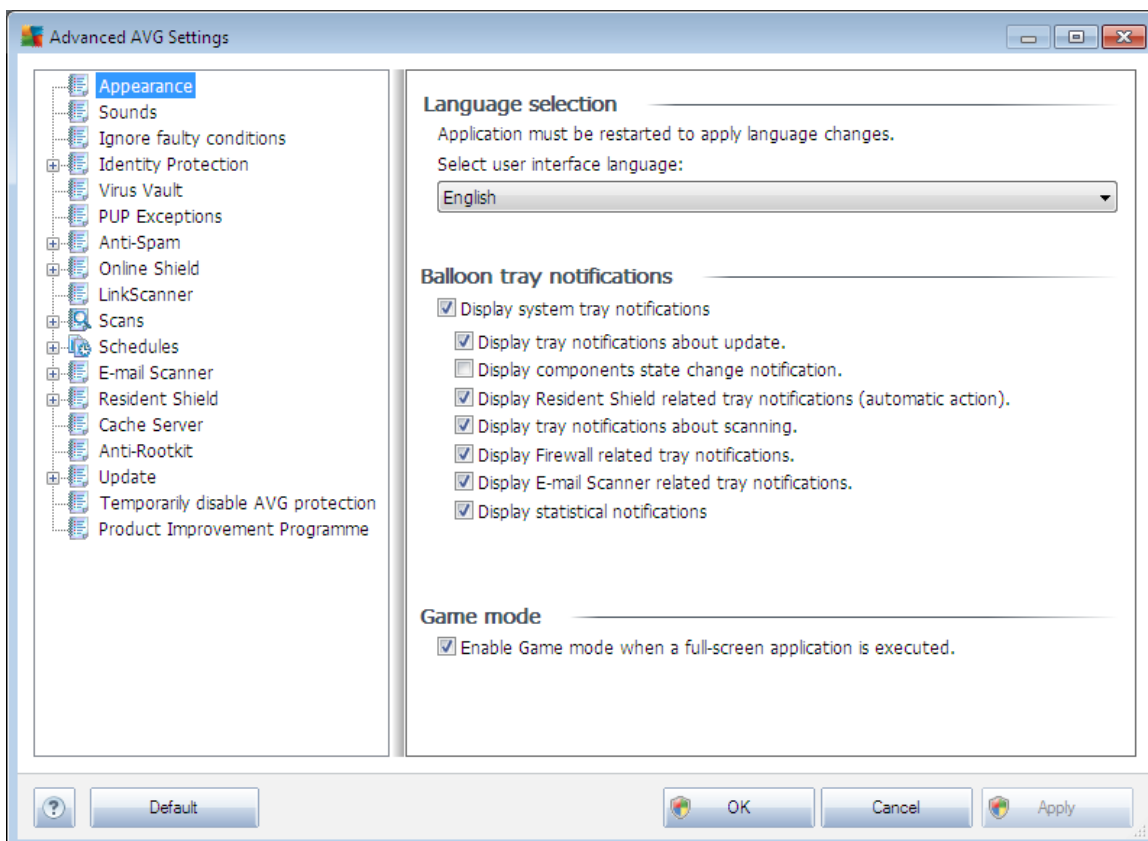 Advanced AVG Settings
Appearance
Sounds
Ignore faulty conditions
Identity Protection
Virus Vault
PUP Exceptions
Anti-Spam
Online Shield
LinkScanner
Scans
Schedules
E-mail Scanner
Resident Shield
Cache Server
Anti-Rootkit
Update
Temporarily disable AVG protection
Product Improvement Programme
Language selection
Application must be restarted to apply language changes.
Select user interface language:
English
Balloon tray notifications
Display system tray notifications
Display tray notifications about update.
Display components state change notification.
Display Resident Shield related tray notifications (automatic action).
Display tray notifications about scanning.
Display Firewall related tray notifications.
Display E-mail Scanner related tray notifications.
Display statistical notifications
Game mode
Enable Game mode when a full-screen application is executed.
?
Default
OK
Cancel
Apply